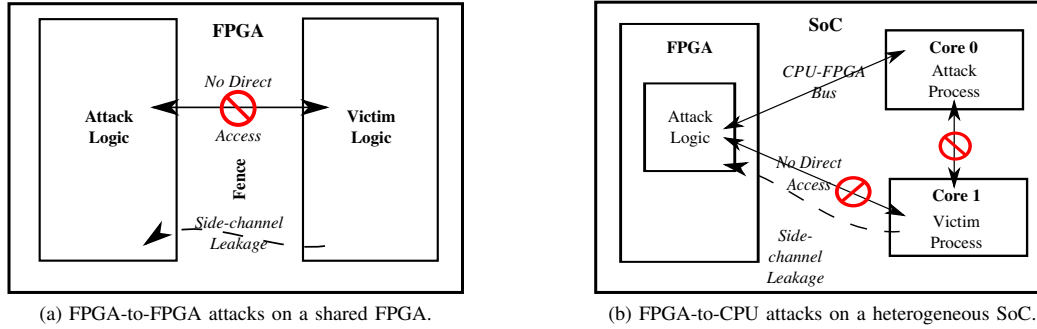 FPGA
No Direct
Attack
Logic
Victim
Logic
Access
Fence
Side-channel
Leakage
(a) FPGA-to-FPGA attacks on a shared FPGA.
SoC
FPGA
Core 0
Attack
Process
CPU-FPGA
Bus
Attack
Logic
No Direct
Access
Core 1
Victim
Process
Side-
channel
Leakage
(b) FPGA-to-CPU attacks on a heterogeneous SoC.